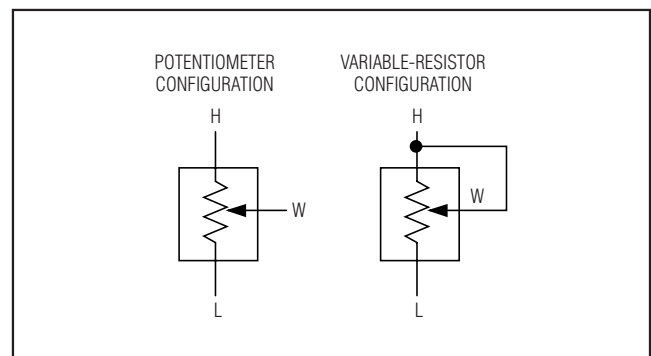 POTENTIOMETER
CONFIGURATION
H
W
L
VARIABLE-RESISTOR
CONFIGURATION
H
W
L